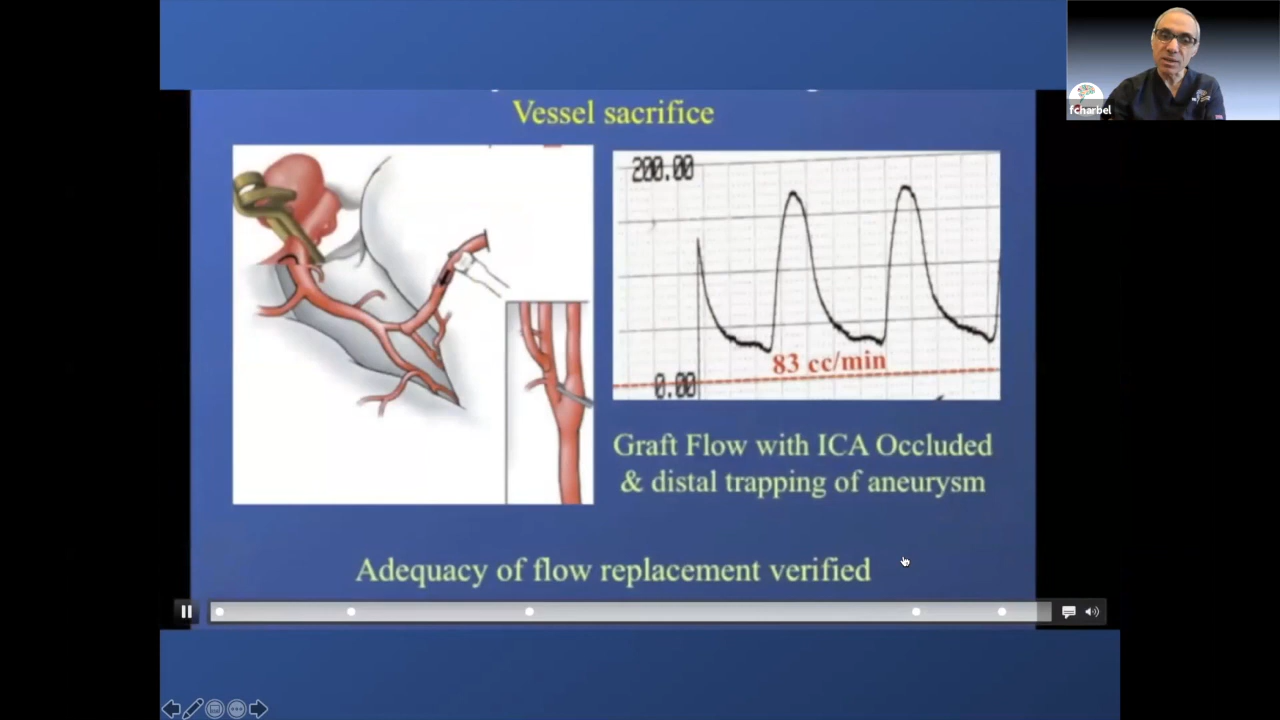 fcharbel
Vessel sacrifice
200.00
83 cc/min
0.00
Graft Flow with ICA Occluded
& distal trapping of aneurysm
Adequacy of flow replacement verified